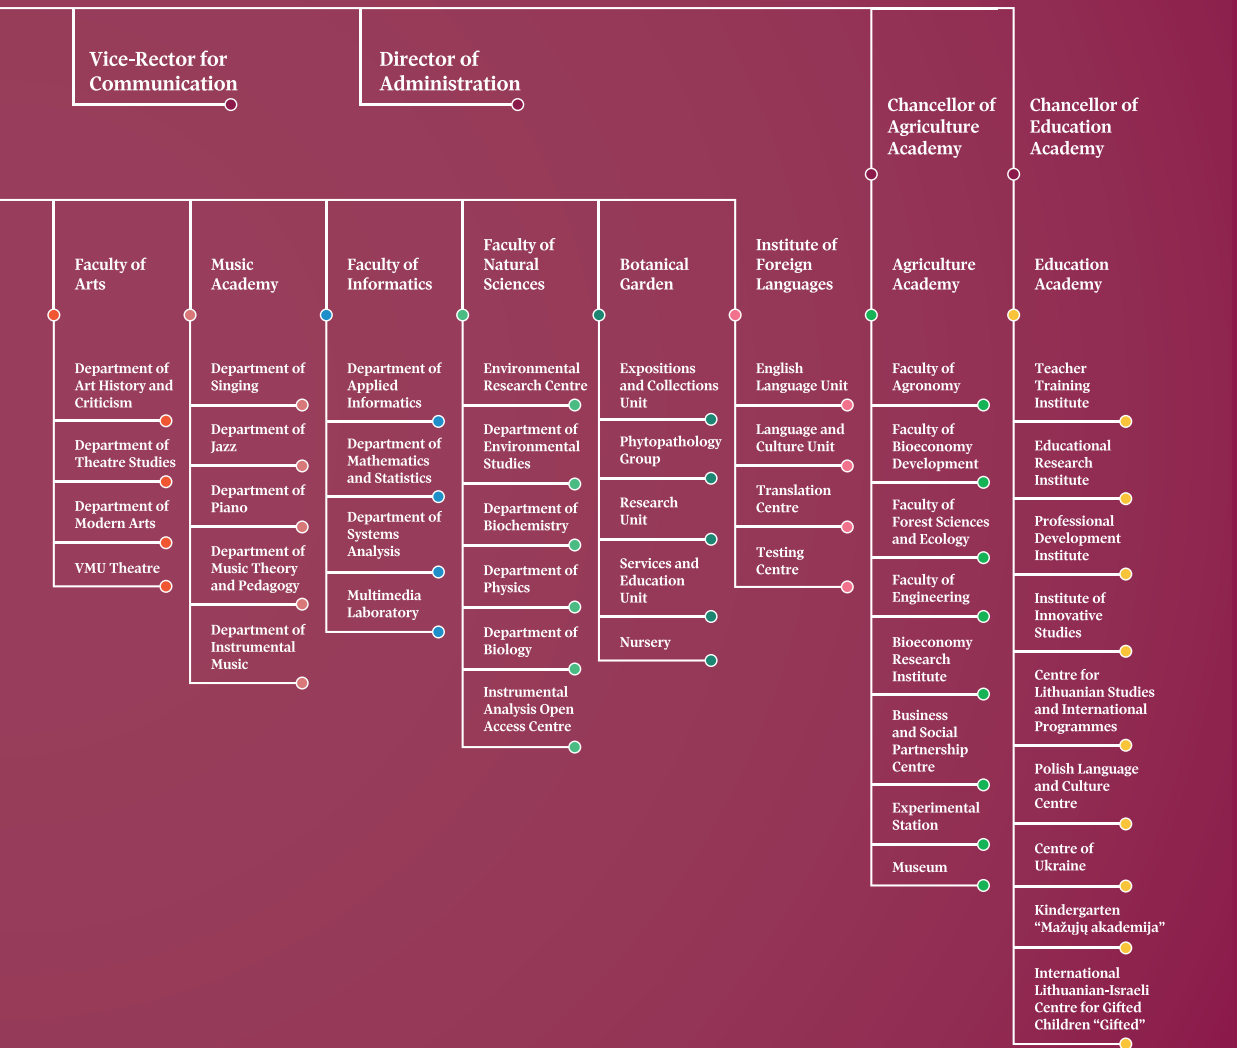 Vice-Rector for
Communication
Director of
Administration
Chancellor of
Agriculture
Academy
Chancellor of
Education
Academy
Faculty of
Arts
Department of
Art History and
Criticism
Department of
Theatre Studies
Department of
Modern Arts
VMU Theatre
Music
Academy
Department of
Singing
Department of
Jazz
Department of
Piano
Department of
Music Theory
and Pedagogy
Department of
Instrumental
Music
Faculty of
Informatics
Department of
Applied
Informatics
Department of
Mathematics
and Statistics
Department of
Systems
Analysis
Multimedia
Laboratory
Faculty of
Natural
Sciences
Environmental
Research Centre
Department of
Environmental
Studies
Department of
Biochemistry
Department of
Physics
Department of
Biology
Instrumental
Analysis Open
Access Centre
Botanical
Garden
Expositions
and Collections
Unit
Phytopathology
Group
Research
Unit
Services and
Education
Unit
Nursery
Institute of
Foreign
Languages
English
Language Unit
Language and
Culture Unit
Translation
Centre
Testing
Centre
Agriculture
Academy
Faculty of
Agronomy
Faculty of
Bioeconomy
Development
Faculty of
Forest Sciences
and Ecology
Faculty of
Engineering
Bioeconomy
Research
Institute
Business
and Social
Partnership
Centre
Experimental
Station
Museum
Education
Academy
Teacher
Training
Institute
Educational
Research
Institute
Professional
Development
Institute
Institute of
Innovative
Studies
Centre for
Lithuanian Studies
and International
Programmes
Polish Language
and Culture
Centre
Centre of
Ukraine
Kindergarten
“Mažųjų akademija”
International
Lithuanian-Israeli
Centre for Gifted
Children “Gifted”